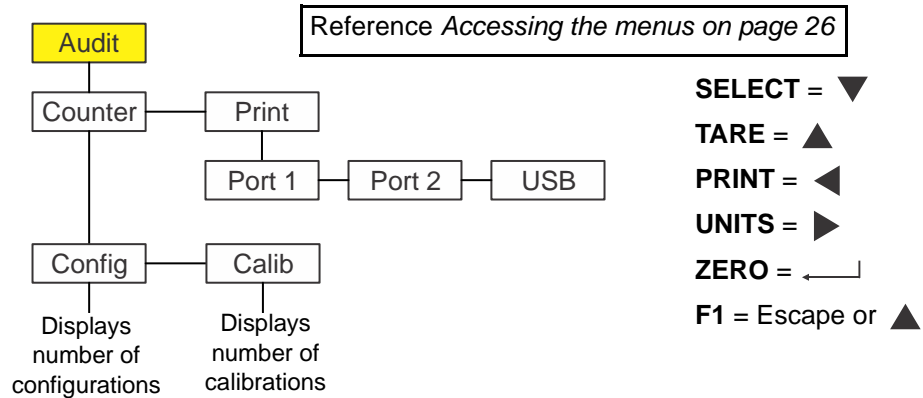 Reference Accessing the menus on page 26
Audit
Counter
Print
Port 1
Port 2
USB
Config
Calib
Displays
number of
configurations
Displays
number of
calibrations
SELECT =
TARE =
PRINT =
UNITS =
ZERO =
F1 = Escape or